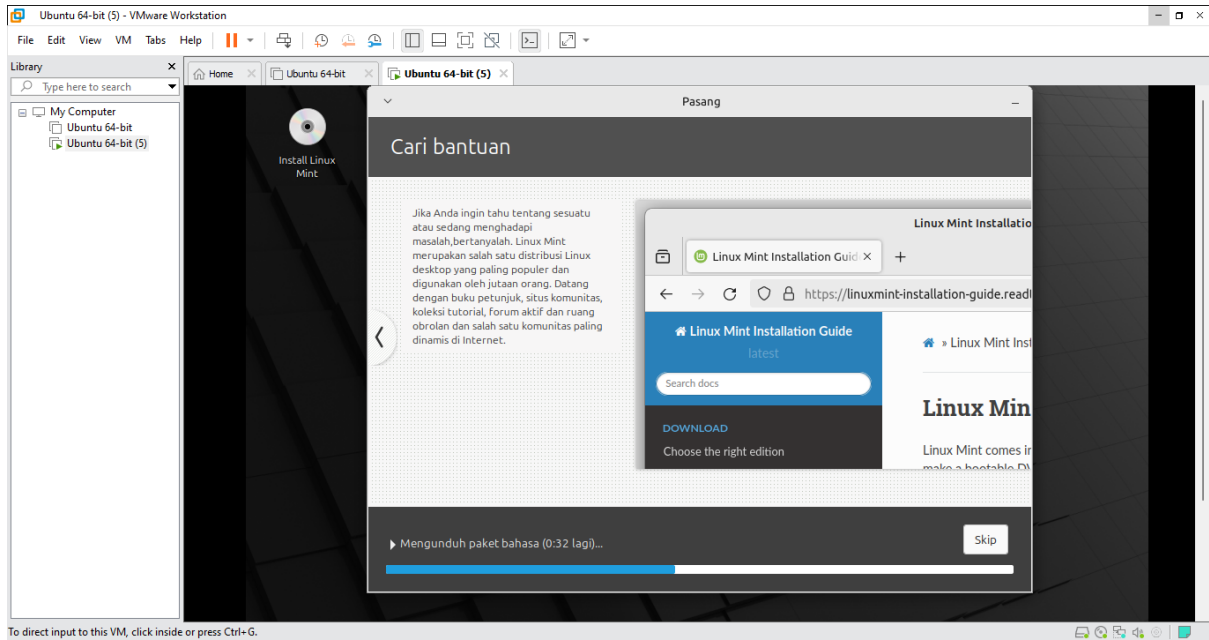 Ubuntu 64-bit (5) - VMware Workstation
File Edit View VM Tabs Help
Library
Type here to search
My Computer
Ubuntu 64-bit
Ubuntu 64-bit (5)
Home
Ubuntu 64-bit
Ubuntu 64-bit (5)
Install Linux
Mint
Pasang
Cari bantuan
Jika Anda ingin tahu tentang sesuatu
atau sedang menghadapi
masalah,bertanyalah. Linux Mint
merupakan salah satu distribusi Linux
desktop yang paling populer dan
digunakan oleh jutaan orang. Datang
dengan buku petunjuk, situs komunitas,
koleksi tutorial, forum aktif dan ruang
obrolan dan salah satu komunitas paling
dinamis di Internet.
Linux Mint Installatio
Linux Mint Installation Guid
https://linuxmint-installation-guide.read
Linux Mint Installation Guide
latest
Search docs
DOWNLOAD
Choose the right edition
» Linux Mint Inst
Linux Min
Linux Mint comes in
make a bootable DV
Mengunduh paket bahasa (0:32 lagi)...
Skip
To direct input to this VM, click inside or press Ctrl+G.